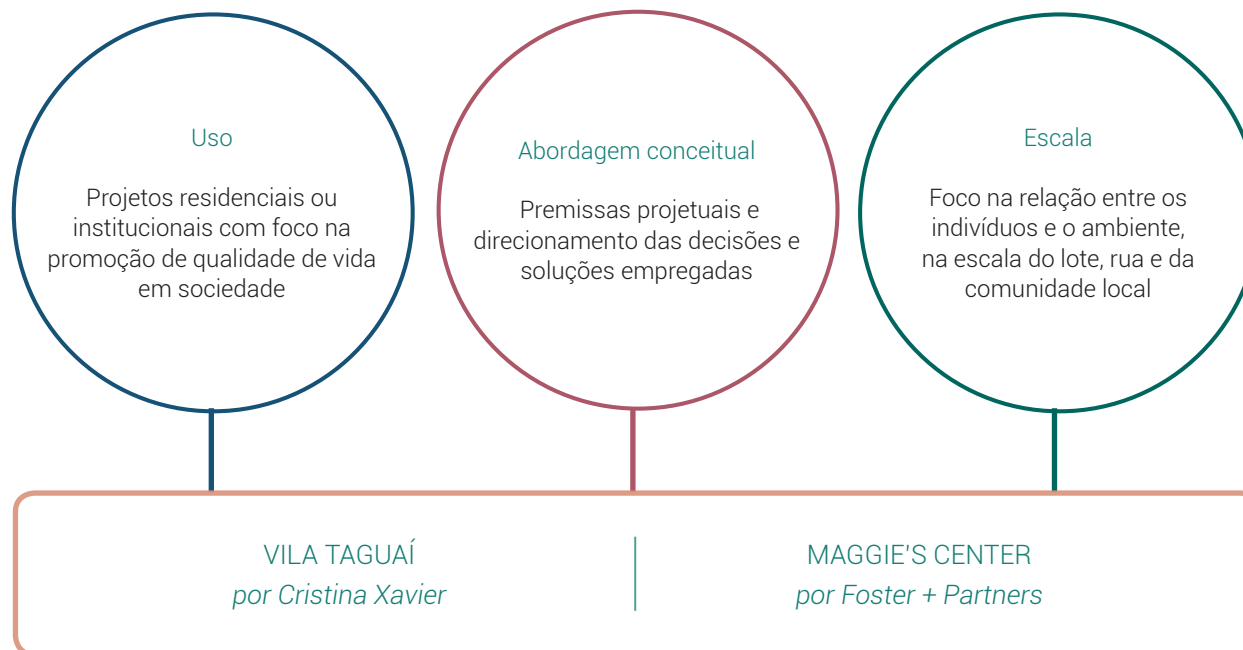 Uso
Projetos residenciais ou
institucionais com foco na
promoção de qualidade de vida
em sociedade
Abordagem conceitual
Premissas projetuais e
direcionamento das decisões e
soluções empregadas
Escala
Foco na relação entre os
indivíduos e o ambiente,
na escala do lote, rua e da
comunidade local
VILA TAGUAÍ
por Cristina Xavier
MAGGIE'S CENTER
por Foster + Partners